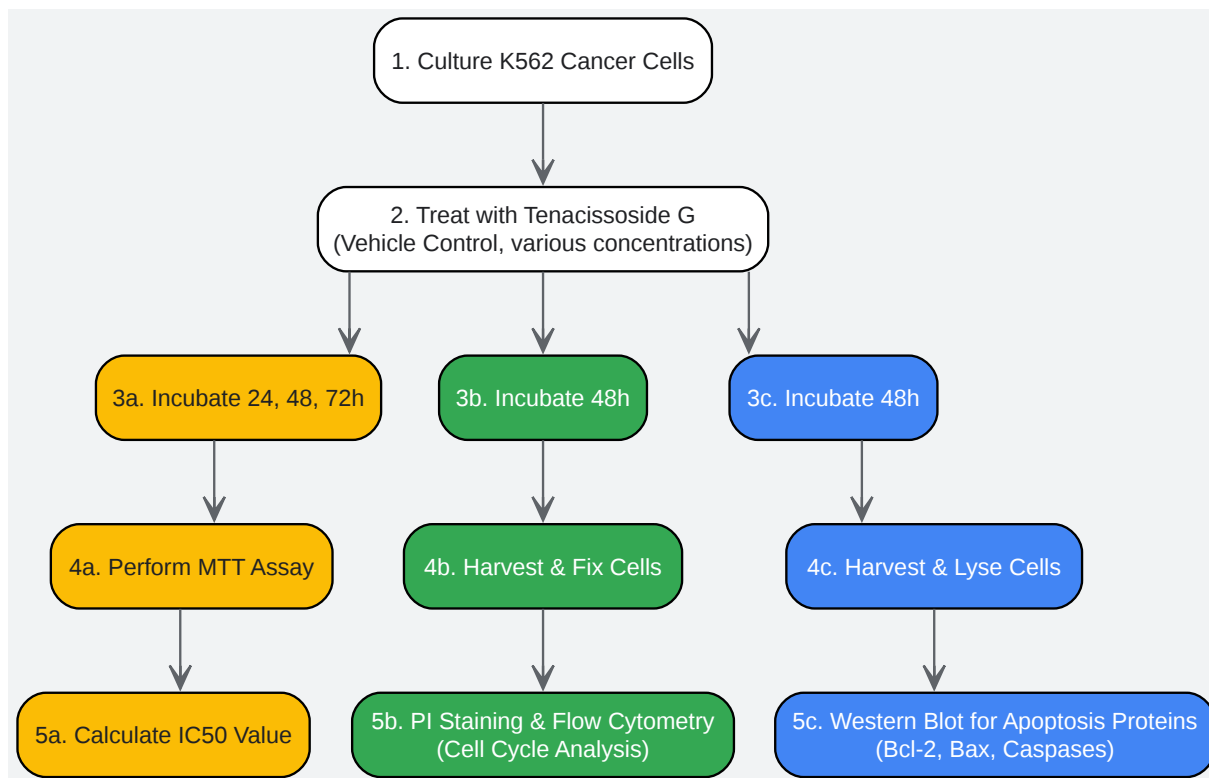 1. Culture K562 Cancer Cells
2. Treat with Tenacissoside G
(Vehicle Control, various concentrations)
3a. Incubate 24, 48, 72h
3b. Incubate 48h
3c. Incubate 48h
4a. Perform MTT Assay
4b. Harvest & Fix Cells
4c. Harvest & Lyse Cells
5a. Calculate IC50 Value
5b. PI Staining & Flow Cytometry
(Cell Cycle Analysis)
5c. Western Blot for Apoptosis Proteins
(Bcl-2, Bax, Caspases)